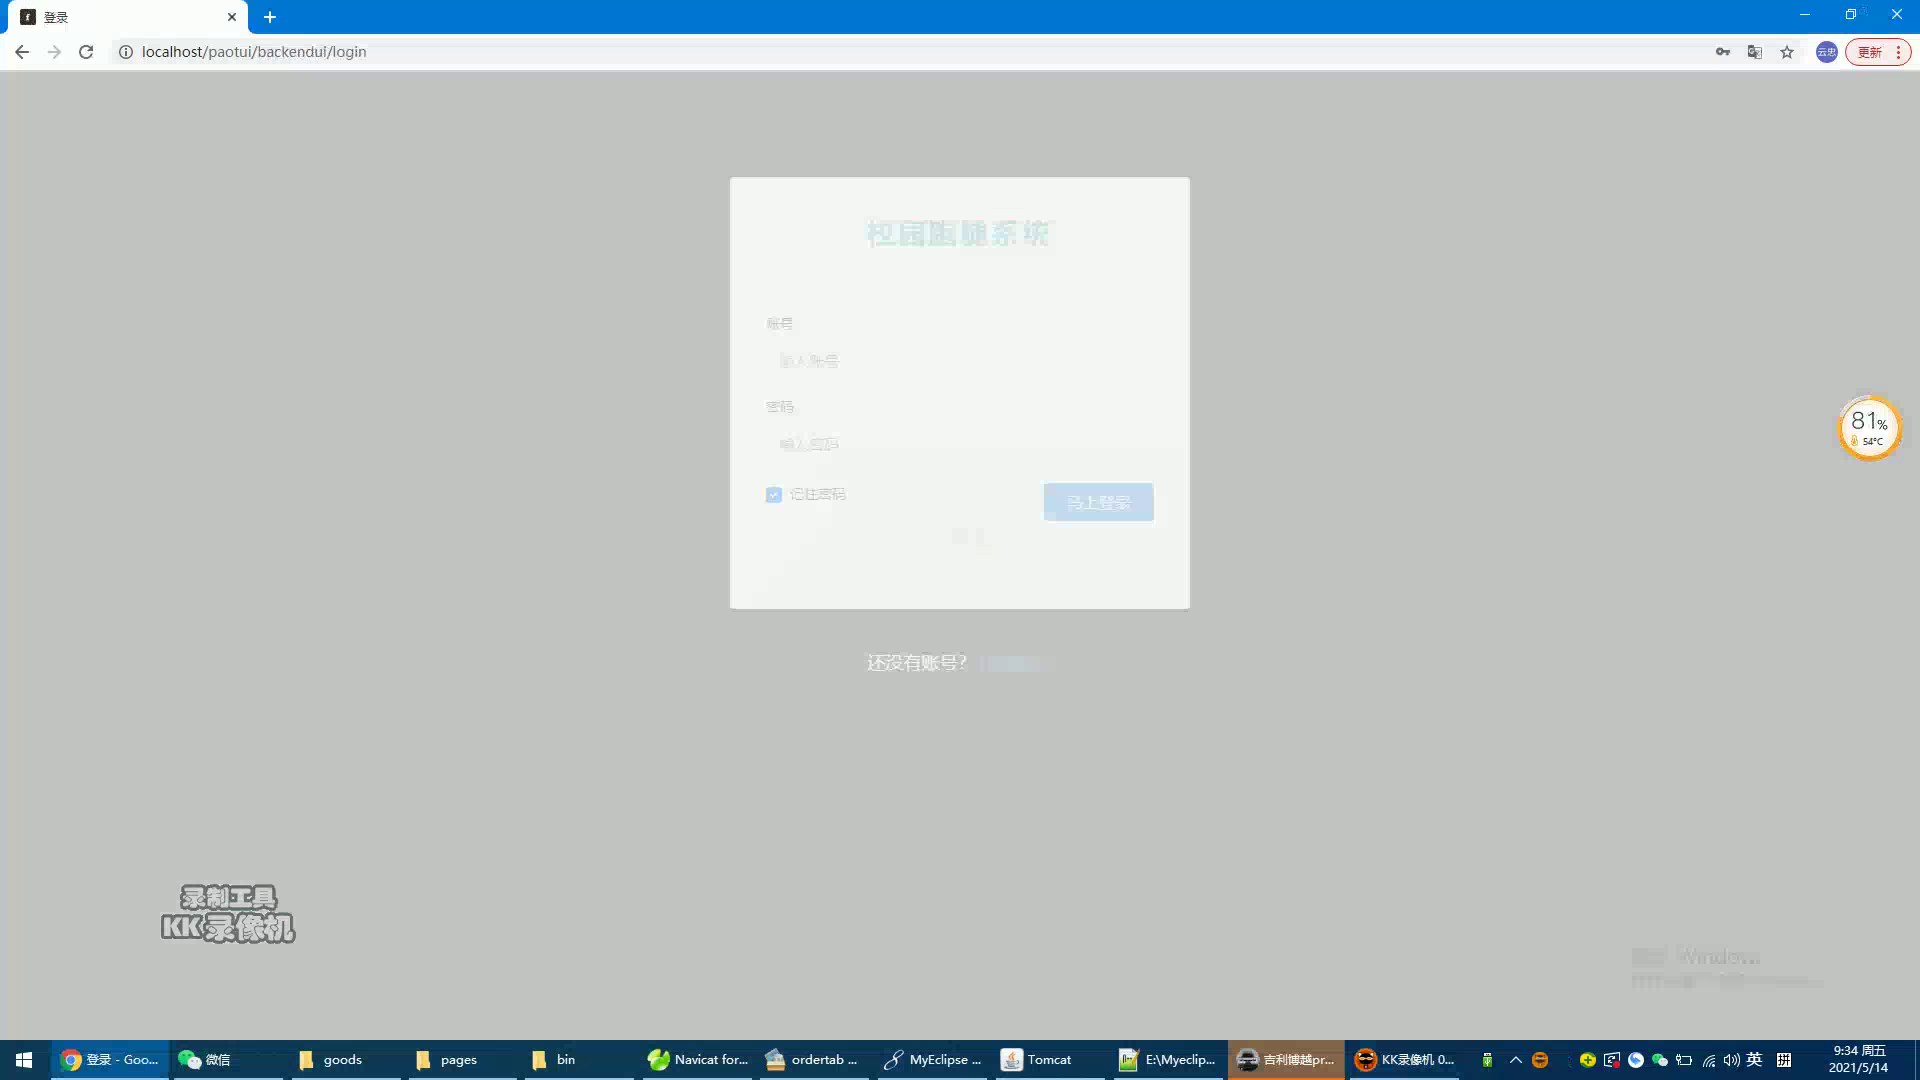 登录
localhost/paotui/backendui/login
云忠
更新
校园跑腿系统
账号
输入账号
密码
输入密码
记住密码
马上登录
还没有账号?
81%
54°C
录制工具
KK录像机
Windows
登录 - Goo...
微信
goods
pages
bin
Navicat for...
ordertab ...
MyEclipse ...
Tomcat
E:\Myeclip...
吉利博越pr...
KK录像机 0...
英
拼
9:34 周五
2021/5/14